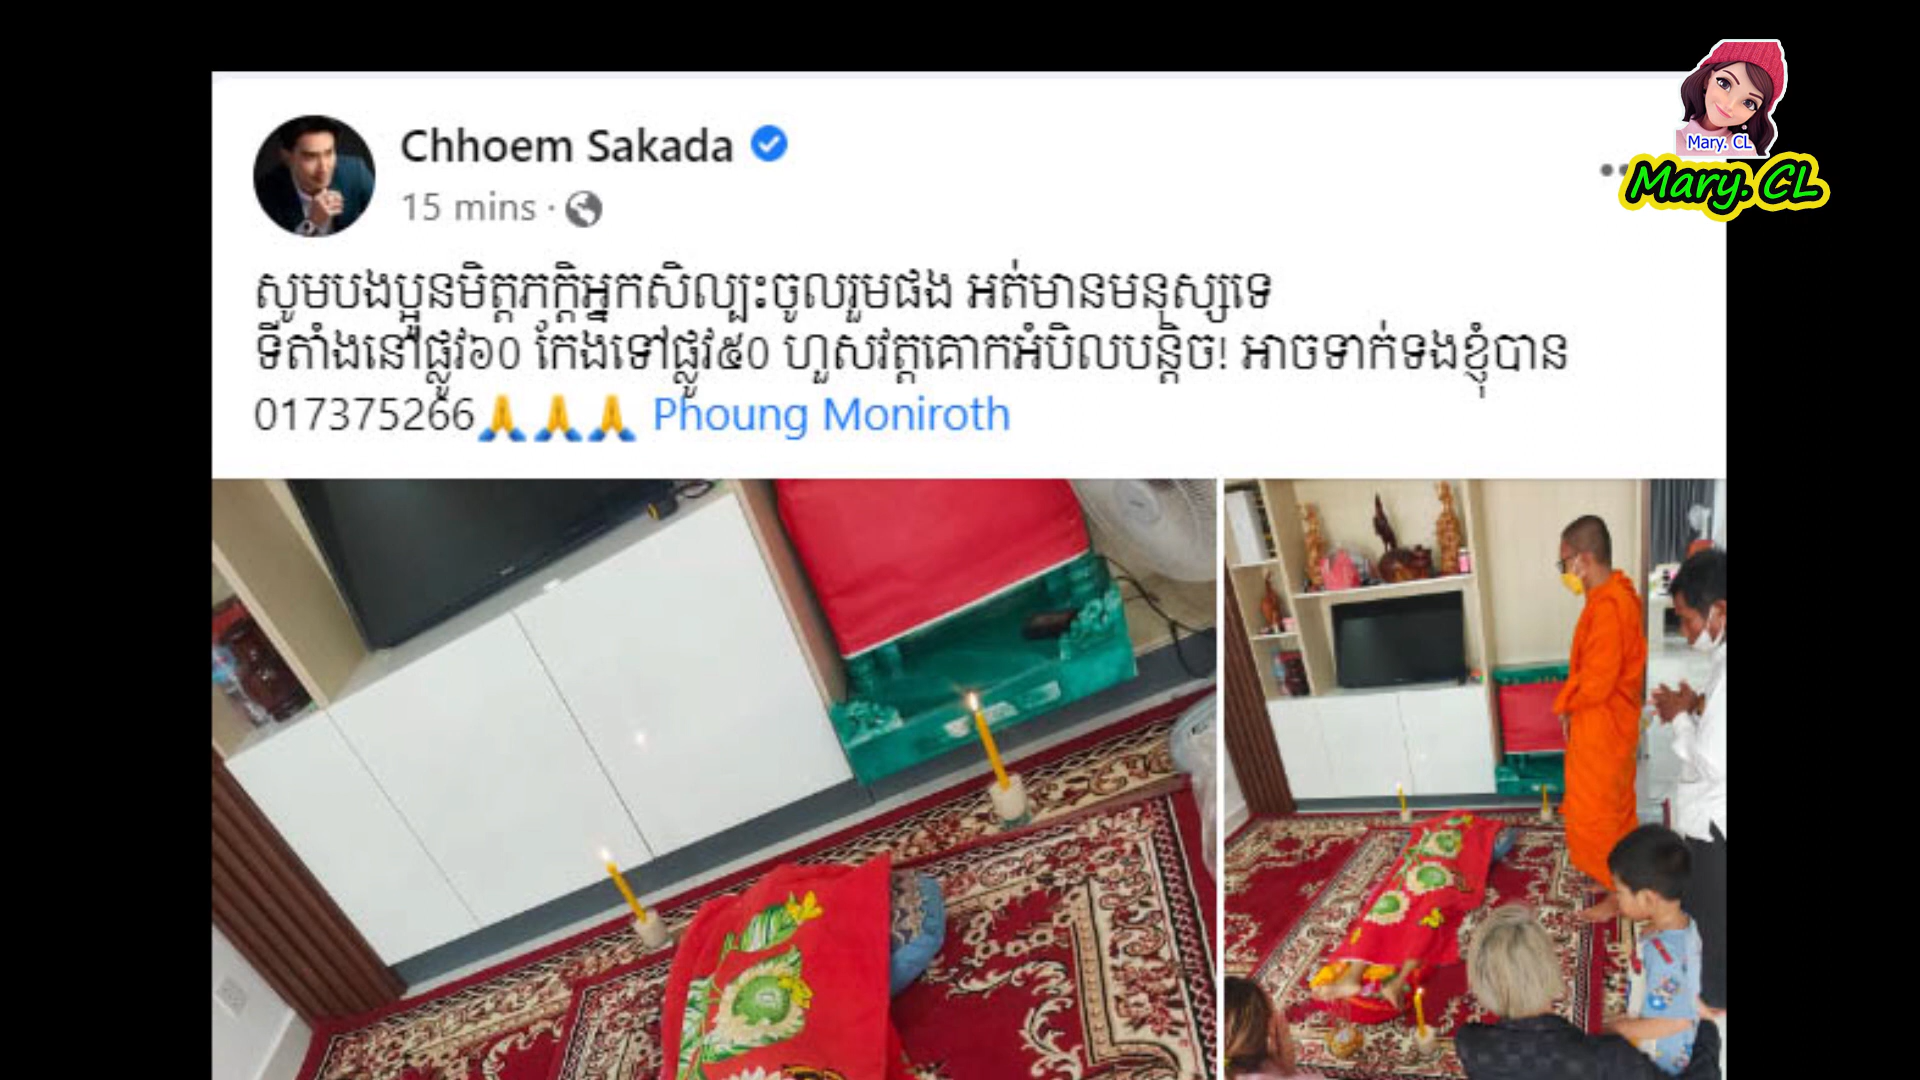 Chhoem Sakada
15 mins ·
សូមបងប្អូនមិត្តភក្តិអ្នកសិល្បះចូលរួមផង អត់មានមនុស្សទេ
ទីតាំងនៅផ្លូវ៦០ កែងទៅផ្លូវ៥០ ហួសវត្តគោកអំបិលបន្តិច! អាចទាក់ទងខ្ញុំបាន
017375266🙏🙏🙏 Phoung Moniroth
Mary. CL
Mary. CL